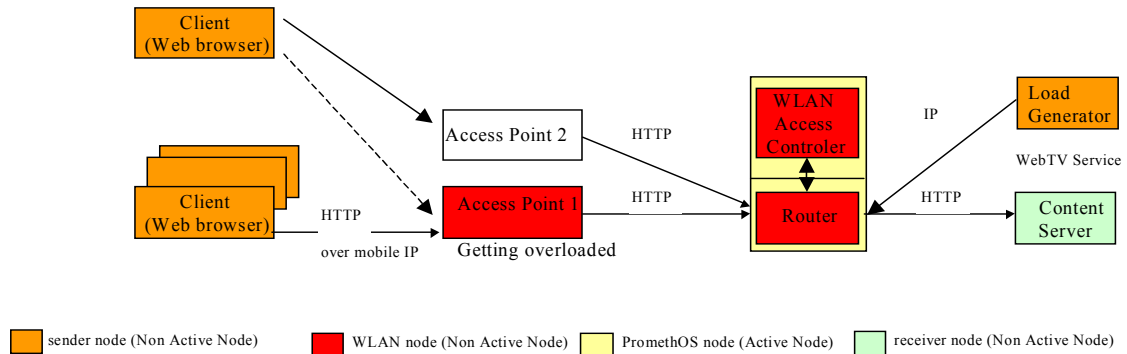 Client
(Web browser)
Access Point 2
HTTP
WLAN
Access
Controler
IP
Load
Generator
WebTV Service
Client
(Web browser)
HTTP
over mobile IP
Access Point 1
Getting overloaded
HTTP
Router
HTTP
Content
Server
sender node (Non Active Node)
WLAN node (Non Active Node)
PromethOS node (Active Node)
receiver node (Non Active Node)